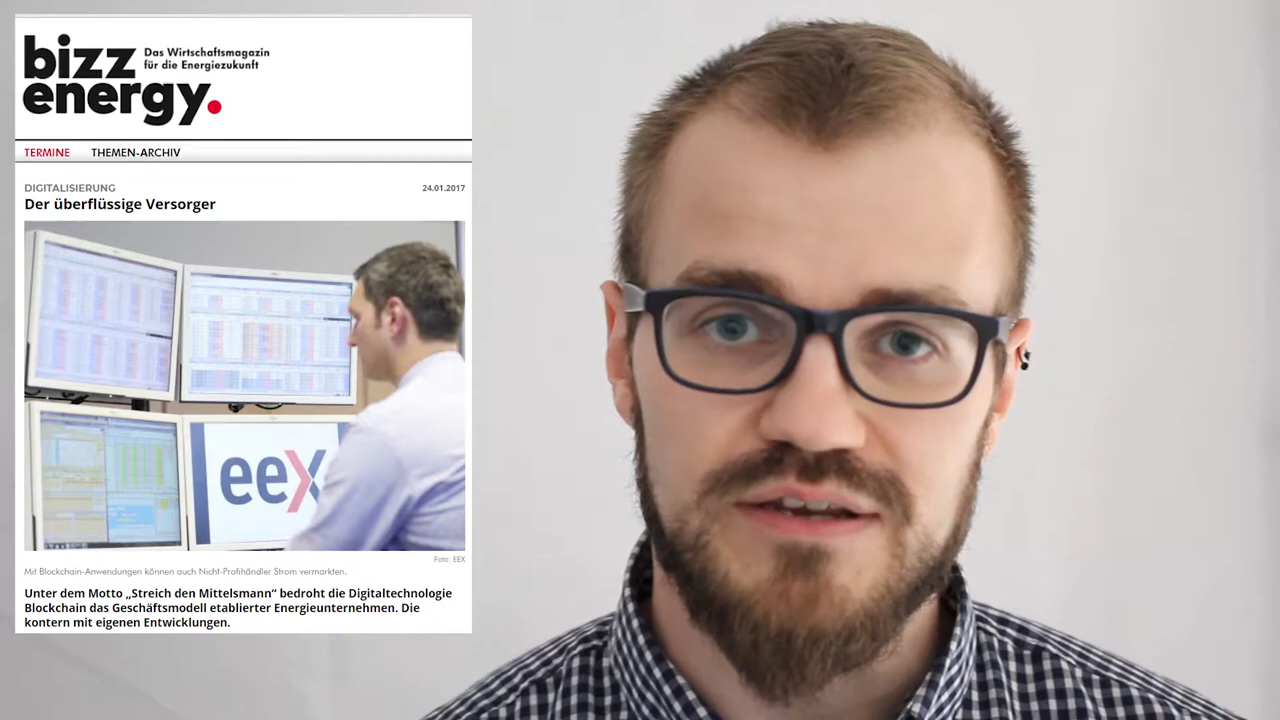 bizz
energy.
Das Wirtschaftsmagazin
für die Energiezukunft
TERMINE THEMEN-ARCHIV
DIGITALISIERUNG 24.01.2017
Der überflüssige Versorger
eex
Foto: EEX
Mit Blockchain-Anwendungen können auch Nicht-Profihändler Strom vermarkten.
Unter dem Motto „Streich den Mittelsmann“ bedroht die Digitaltechnologie
Blockchain das Geschäftsmodell etablierter Energieunternehmen. Die
kontern mit eigenen Entwicklungen.